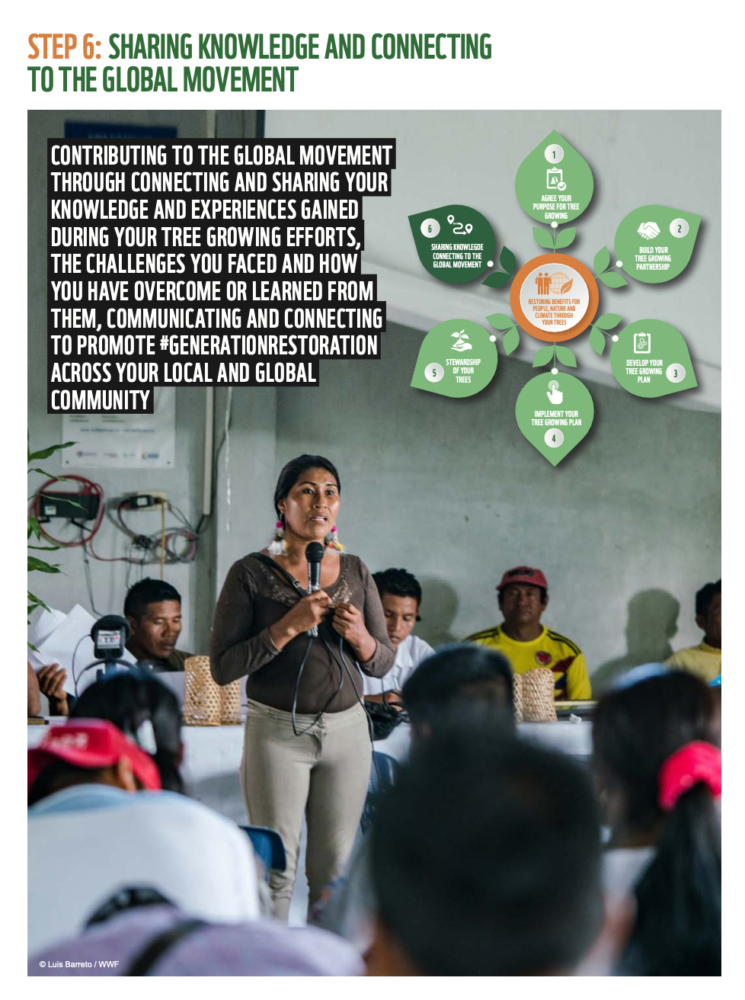 STEP 6: SHARING KNOWLEDGE AND CONNECTING
TO THE GLOBAL MOVEMENT
CONTRIBUTING TO THE GLOBAL MOVEMENT
THROUGH CONNECTING AND SHARING YOUR
KNOWLEDGE AND EXPERIENCES GAINED
DURING YOUR TREE GROWING EFFORTS,
THE CHALLENGES YOU FACED AND HOW
YOU HAVE OVERCOME OR LEARNED FROM
THEM, COMMUNICATING AND CONNECTING
TO PROMOTE #GENERATIONRESTORATION
ACROSS YOUR LOCAL AND GLOBAL
COMMUNITY
1
AGREE YOUR
PURPOSE FOR TREE
GROWING
2
BUILD YOUR
TREE GROWING
PARTNERSHIP
DEVELOP YOUR
TREE GROWING
PLAN
3
IMPLEMENT YOUR
TREE GROWING PLAN
4
STEWARDSHIP
OF YOUR
TREES
5
6
SHARING KNOWLEGDE
CONNECTING TO THE
GLOBAL MOVEMENT
RESTORING BENEFITS FOR
PEOPLE, NATURE AND
CLIMATE THROUGH
YOUR TREES
© Luis Barreto / WWF